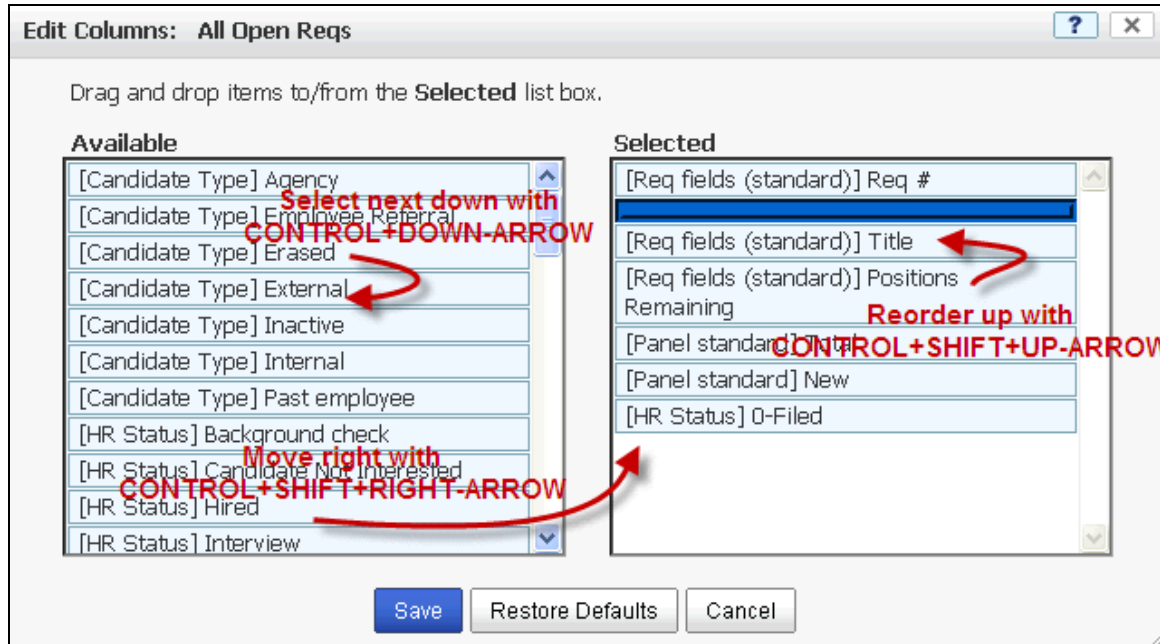 Edit Columns: All Open Reqs
?
Drag and drop items to/from the Selected list box.
Available
[Candidate Type] Agency
[Candidate Type] Employee Referral
[Candidate Type] Erased
[Candidate Type] External
[Candidate Type] Inactive
[Candidate Type] Internal
[Candidate Type] Past employee
[HR Status] Background check
[HR Status] Candidate Not Interested
[HR Status] Hired
[HR Status] Interview
Select next down with
CONTROL+DOWN-ARROW
Move right with
CONTROL+SHIFT+RIGHT-ARROW
Selected
[Req fields (standard)] Req #
[Req fields (standard)] Title
[Req fields (standard)] Positions
Remaining
[Panel standard] Total
[Panel standard] New
[HR Status] 0-Filed
Reorder up with
CONTROL+SHIFT+UP-ARROW
Save
Restore Defaults
Cancel